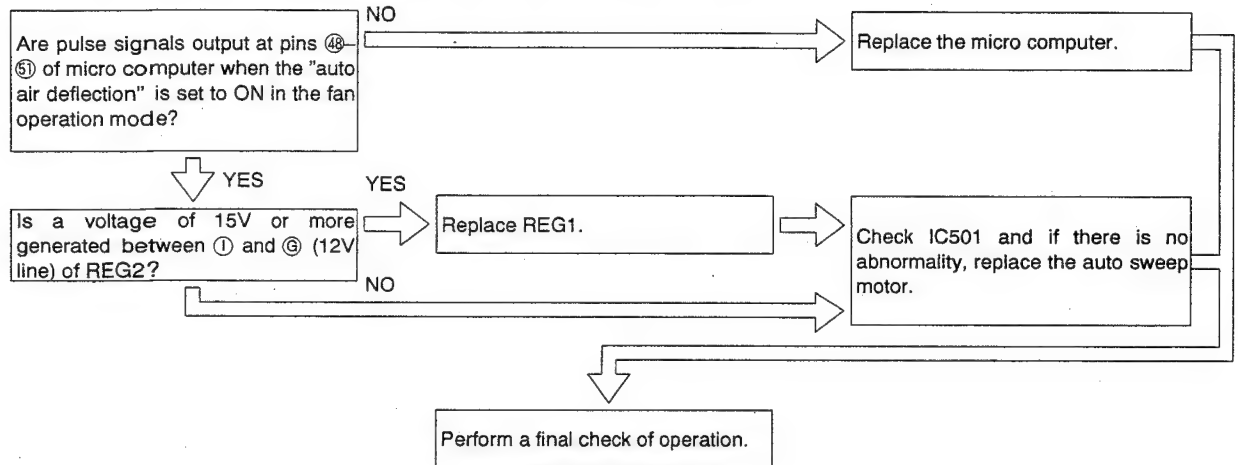 NO
Are pulse signals output at pins ㊽–
51 of micro computer when the "auto
air deflection" is set to ON in the fan
operation mode?
Replace the micro computer.
YES
YES
Is a voltage of 15V or more
generated between Ⓘ and Ⓖ (12V
line) of REG2?
Replace REG1.
Check IC501 and if there is no
abnormality, replace the auto sweep
motor.
NO
Perform a final check of operation.